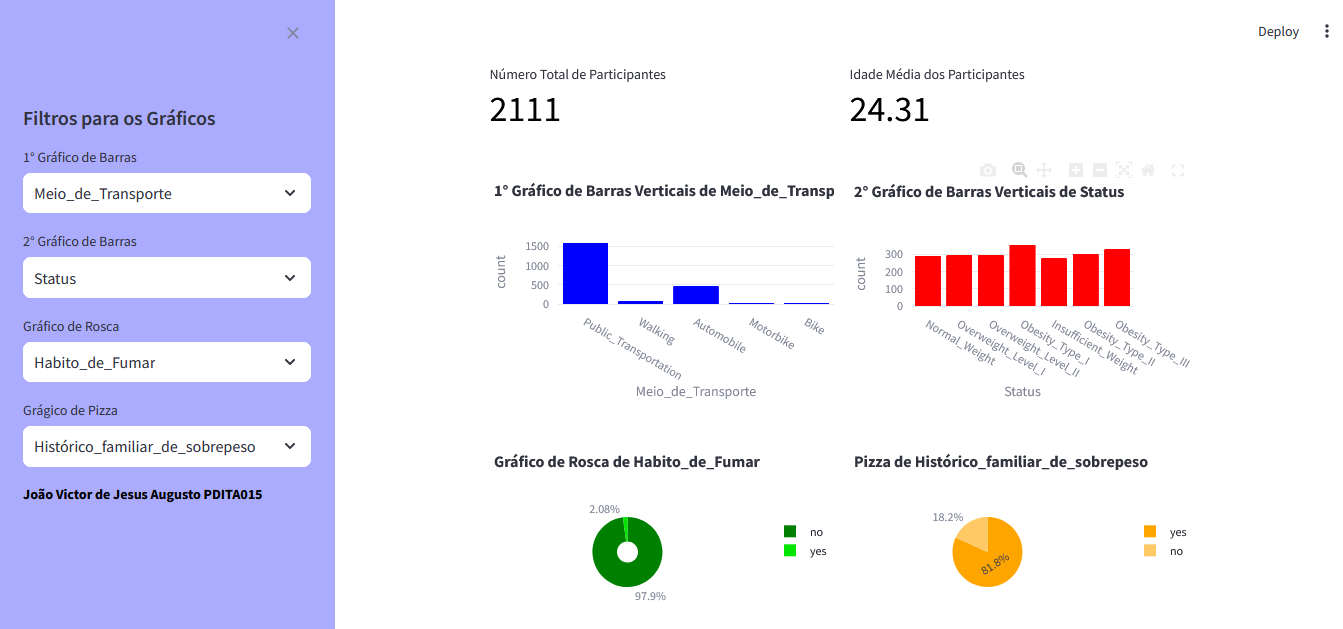 Deploy
Filtros para os Gráficos
1° Gráfico de Barras
Meio_de_Transporte
2° Gráfico de Barras
Status
Gráfico de Rosca
Habito_de_Fumar
Grágico de Pizza
Histórico_familiar_de_sobrepeso
João Victor de Jesus Augusto PDITA015
Número Total de Participantes
2111
Idade Média dos Participantes
24.31
1° Gráfico de Barras Verticais de Meio_de_Transp
count
1500
1000
500
0
Public_Transportation
Walking
Automobile
Motorbike
Bike
Meio_de_Transporte
2° Gráfico de Barras Verticais de Status
count
300
200
100
0
Normal_Weight
Overweight_Level_I
Overweight_Level_II
Obesity_Type_I
Insufficient_Weight
Obesity_Type_II
Obesity_Type_III
Status
Gráfico de Rosca de Habito_de_Fumar
2.08%
97.9%
no
yes
Pizza de Histórico_familiar_de_sobrepeso
18.2%
81.8%
yes
no